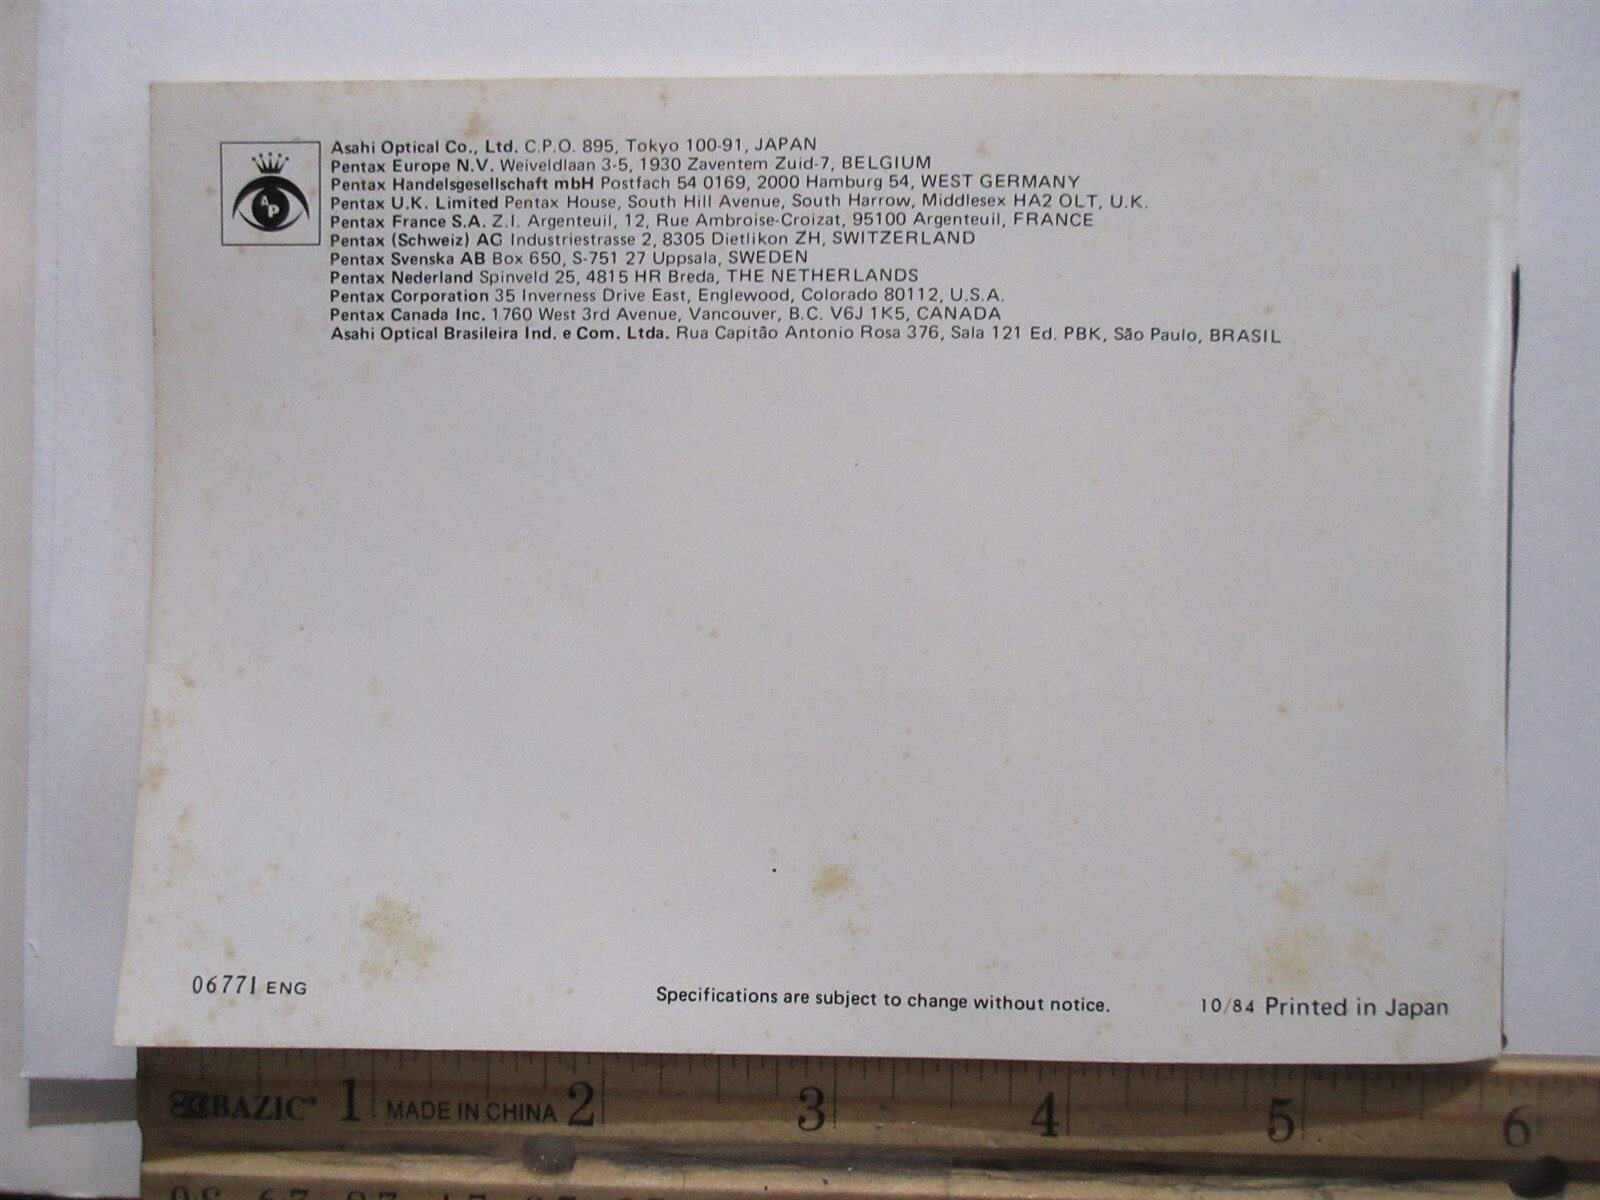 Asahi Optical Co., Ltd. C.P.O. 895, Tokyo 100-91, JAPAN
Pentax Europe N.V. Weiveldlaan 3-5, 1930 Zaventem Zuid-7, BELGIUM
Pentax Handelsgesellschaft mbH Postfach 54 0169, 2000 Hamburg 54, WEST GERMANY
Pentax U.K. Limited Pentax House, South Hill Avenue, South Harrow, Middlesex HA2 OLT, U.K.
Pentax France S.A. Z.I. Argenteuil, 12, Rue Ambroise-Croizat, 95100 Argenteuil, FRANCE
Pentax (Schweiz) AG Industriestrasse 2, 8305 Dietlikon ZH, SWITZERLAND
Pentax Svenska AB Box 650, S-751 27 Uppsala, SWEDEN
Pentax Nederland Spinveld 25, 4815 HR Breda, THE NETHERLANDS
Pentax Corporation 35 Inverness Drive East, Englewood, Colorado 80112, U.S.A.
Pentax Canada Inc. 1760 West 3rd Avenue, Vancouver, B.C. V6J 1K5, CANADA
Asahi Optical Brasileira Ind. e Com. Ltda. Rua Capitão Antonio Rosa 376, Sala 121 Ed. PBK, São Paulo, BRASIL
AP
06771 ENG
Specifications are subject to change without notice.
10/84 Printed in Japan
BAZIC® 1 MADE IN CHINA 2 3 4 5 6